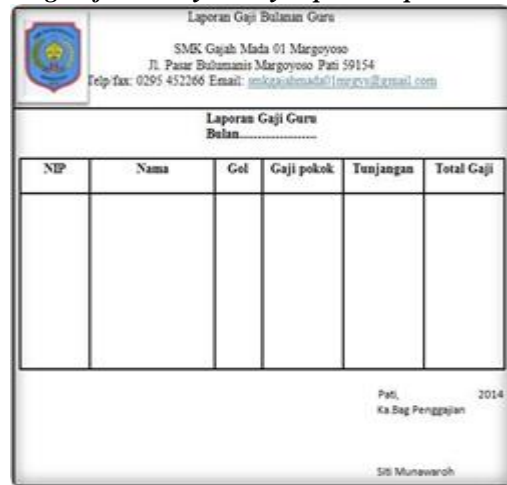 Laporan Gaji Bulanan Guru
SMK Gajah Mada 01 Margoyoso
Jl. Pasar Bulumanis Margoyoso Pati 59154
Telp/fax: 0295 452266 Email:
Laporan Gaji Guru
Bulan....................
NIP Nama Gol Gaji pokok Tunjangan Total Gaji
Pati, 2014
Ka.Bag Penggajian
Siti Munawaroh